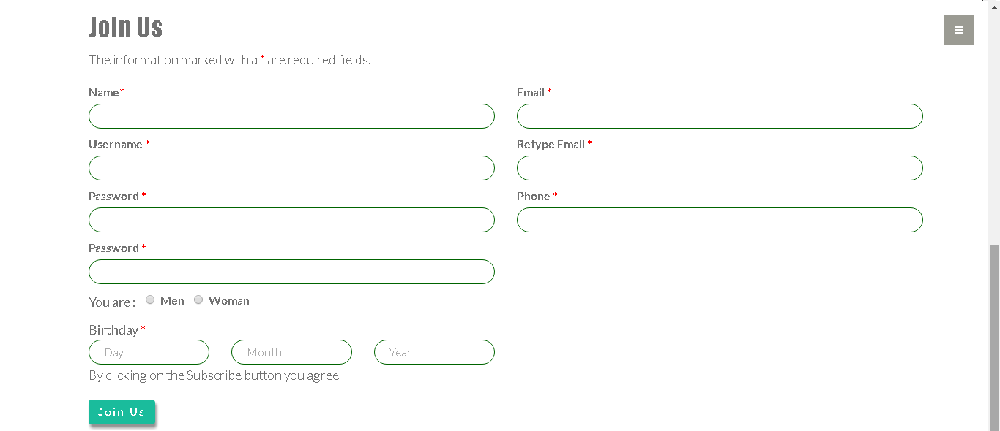 Join Us
The information marked with a * are required fields.
Name*
Email *
Username *
Retype Email *
Password *
Phone *
Password *
You are : Men Woman
Birthday *
Day Month Year
By clicking on the Subscribe button you agree
Join Us